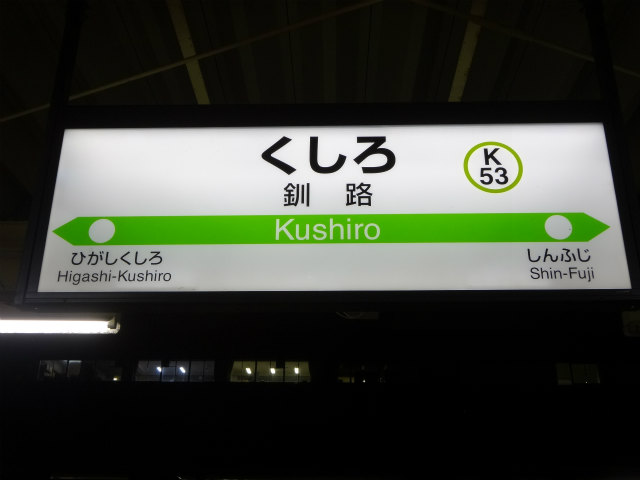 くしろ
K
53
釧路
Kushiro
ひがしくしろ
Higashi-Kushiro
しんふじ
Shin-Fuji